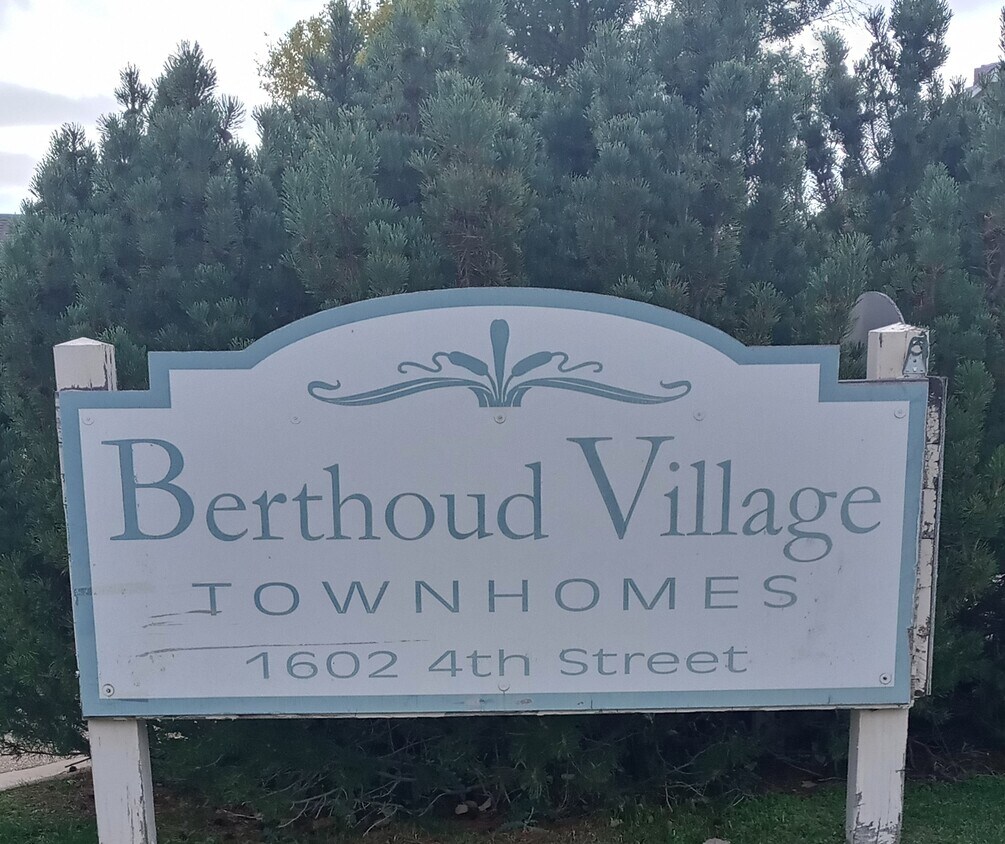 Berthoud Village
TOWNHOMES
1602 4th Street